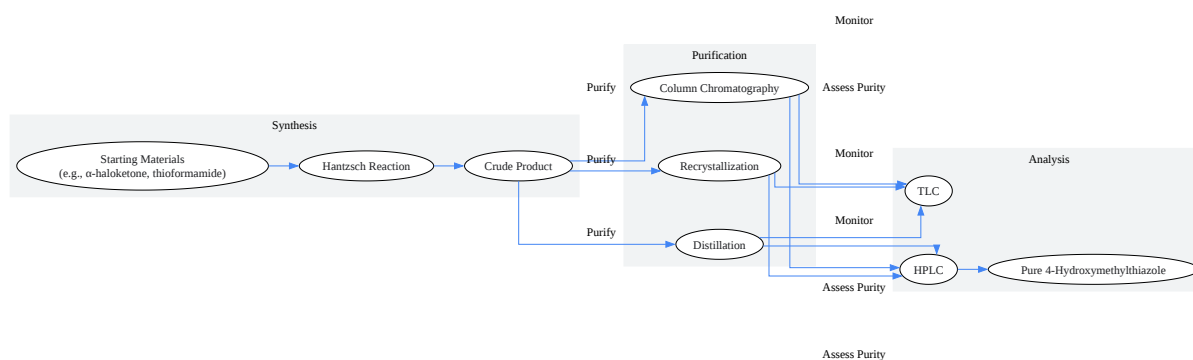 Monitor
Purification
Purify
Column Chromatography
Assess Purity
Synthesis
Starting Materials
(e.g., α-haloketone, thioformamide)
Hantzsch Reaction
Crude Product
Purify
Recrystallization
Monitor
Analysis
TLC
Monitor
Purify
Distillation
HPLC
Pure 4-Hydroxymethylthiazole
Assess Purity
Assess Purity